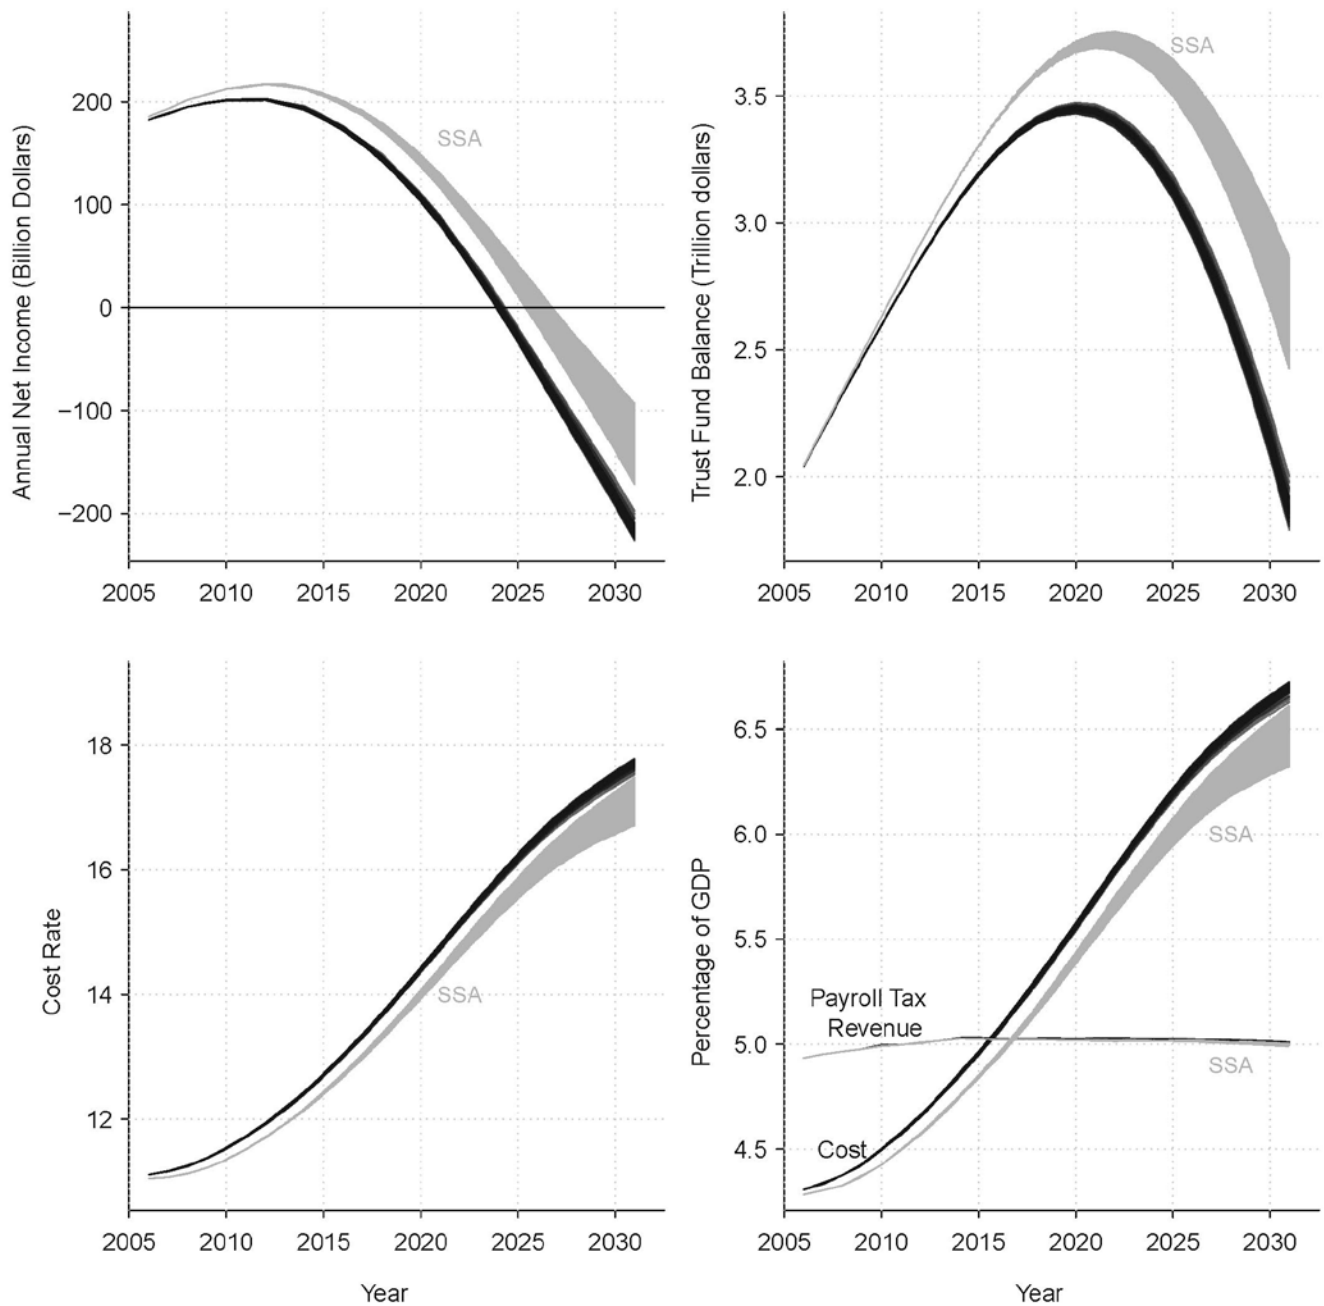 Annual Net Income (Billion Dollars)
200
100
0
−100
−200
SSA
2005 2010 2015 2020 2025 2030
Trust Fund Balance (Trillion dollars)
3.5
3.0
2.5
2.0
SSA
2005 2010 2015 2020 2025 2030
Cost Rate
18
16
14
12
SSA
2005 2010 2015 2020 2025 2030
Year
Percentage of GDP
6.5
6.0
5.5
5.0
4.5
SSA
Payroll Tax
Revenue
SSA
Cost
2005 2010 2015 2020 2025 2030
Year